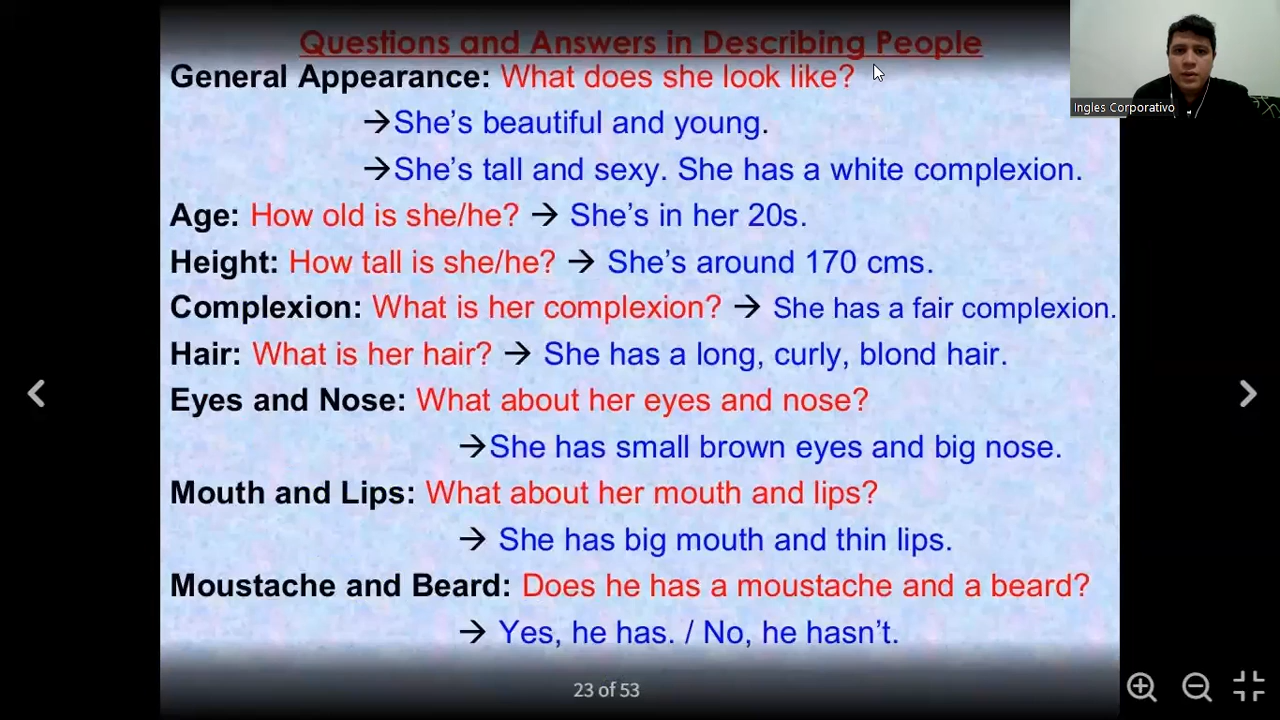 Questions and Answers in Describing People
General Appearance: What does she look like?
→She's beautiful and young.
→She's tall and sexy. She has a white complexion.
Age: How old is she/he? → She's in her 20s.
Height: How tall is she/he? → She's around 170 cms.
Complexion: What is her complexion? → She has a fair complexion.
Hair: What is her hair? → She has a long, curly, blond hair.
Eyes and Nose: What about her eyes and nose?
→She has small brown eyes and big nose.
Mouth and Lips: What about her mouth and lips?
→ She has big mouth and thin lips.
Moustache and Beard: Does he has a moustache and a beard?
→ Yes, he has. / No, he hasn't.
23 of 53
Ingles Corporativo